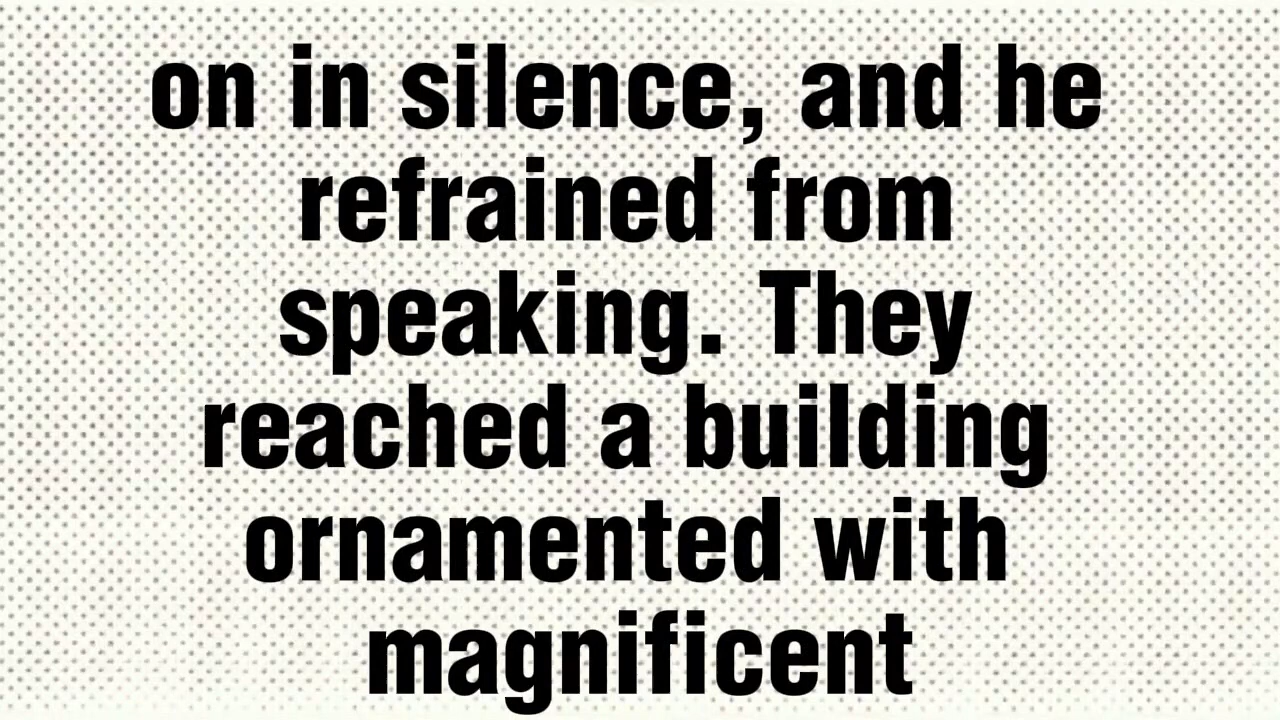 on in silence, and he
refrained from
speaking. They
reached a building
ornamented with
magnificent